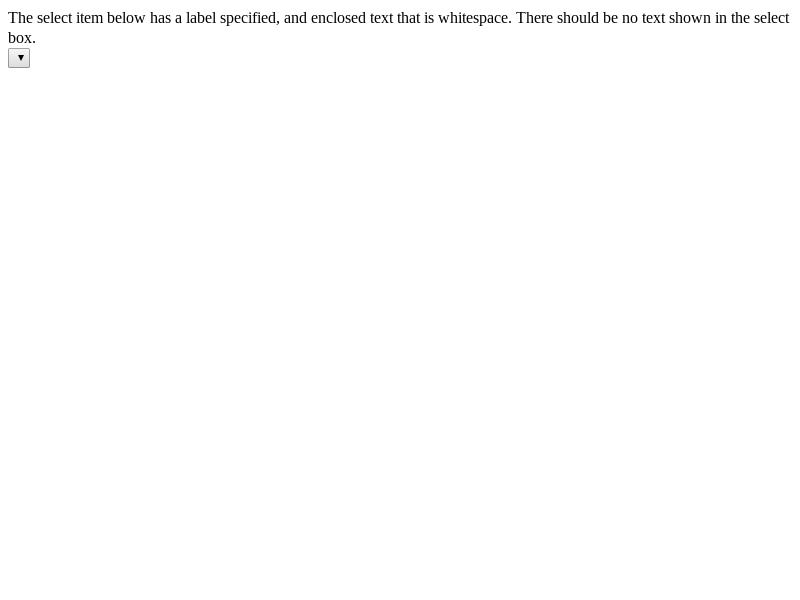 The select item below has a label specified, and enclosed text that is whitespace. There should be no text shown in the select
box.